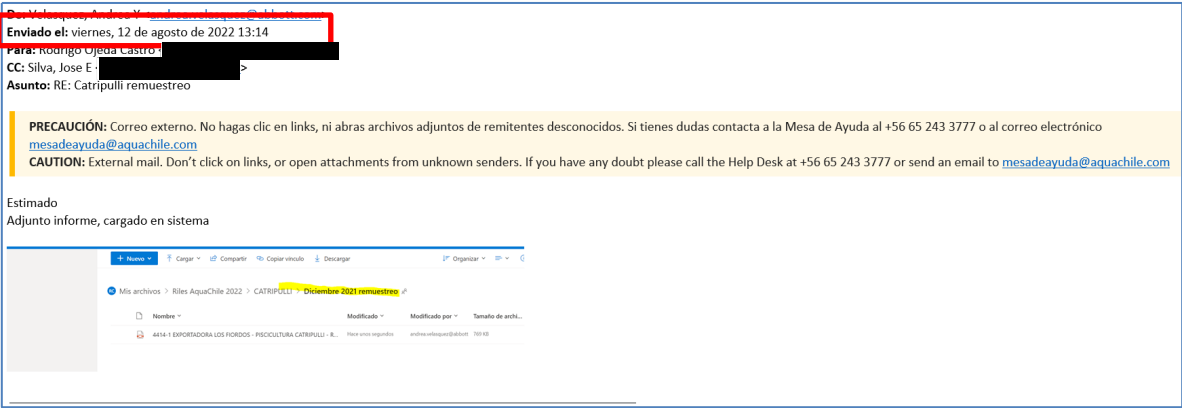 De: Velasquez, Andrea Y <andrea.velasquez@abbott.com>
Enviado el: viernes, 12 de agosto de 2022 13:14
Para: Rodrigo Ojeda Castro <
CC: Silva, Jose E < >
Asunto: RE: Catripulli remuestreo
PRECAUCIÓN: Correo externo. No hagas clic en links, ni abras archivos adjuntos de remitentes desconocidos. Si tienes dudas contacta a la Mesa de Ayuda al +56 65 243 3777 o al correo electrónico
mesadeayuda@aquachile.com
CAUTION: External mail. Don't click on links, or open attachments from unknown senders. If you have any doubt please call the Help Desk at +56 65 243 3777 or send an email to mesadeayuda@aquachile.com
Estimado
Adjunto informe, cargado en sistema
+ Nuevo Cargar Compartir Copiar vínculo Descargar Organizar
Mis archivos > Riles AquaChile 2022 > CATRIPULLI > Diciembre 2021 remuestreo
Nombre Modificado Modificado por Tamaño de archi...
4414-1 EXPORTADORA LOS FIORDOS - PISCICULTURA CATRIPULLI - R... Hace unos segundos andrea.velasquez@abbott 769 KB